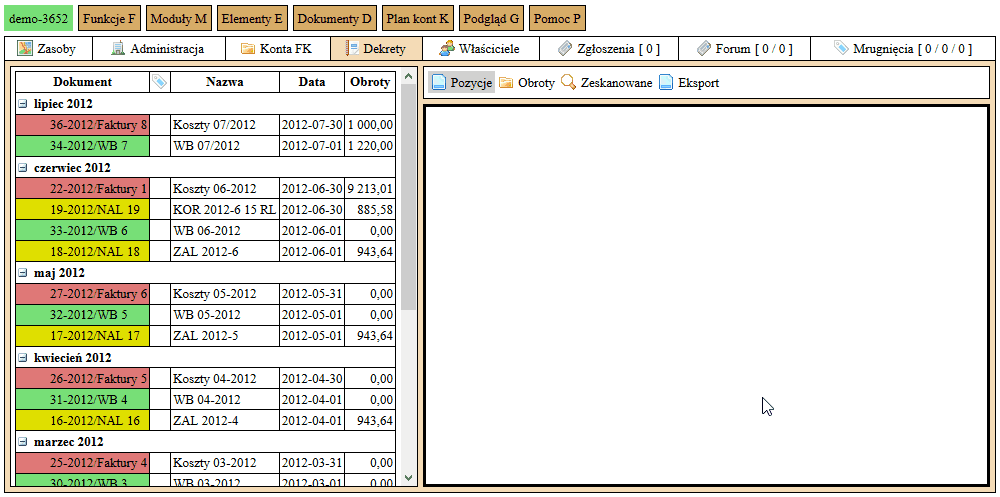 demo-3652 Funkcje F Moduły M Elementy E Dokumenty D Plan kont K Podgląd G Pomoc P
Zasoby Administracja Konta FK Dekrety Właściciele Zgłoszenia [ 0 ] Forum [ 0 / 0 ] Mrugnięcia [ 0 / 0 / 0 ]
Pozycje Obroty Zeskanowane Eksport
Dokument Nazwa Data Obroty
lipiec 2012
36-2012/Faktury 8 Koszty 07/2012 2012-07-30 1 000,00
34-2012/WB 7 WB 07/2012 2012-07-01 1 220,00
czerwiec 2012
22-2012/Faktury 1 Koszty 06-2012 2012-06-30 9 213,01
19-2012/NAL 19 KOR 2012-6 15 RL 2012-06-30 885,58
33-2012/WB 6 WB 06-2012 2012-06-01 0,00
18-2012/NAL 18 ZAL 2012-6 2012-06-01 943,64
maj 2012
27-2012/Faktury 6 Koszty 05-2012 2012-05-31 0,00
32-2012/WB 5 WB 05-2012 2012-05-01 0,00
17-2012/NAL 17 ZAL 2012-5 2012-05-01 943,64
kwiecień 2012
26-2012/Faktury 5 Koszty 04-2012 2012-04-30 0,00
31-2012/WB 4 WB 04-2012 2012-04-01 0,00
16-2012/NAL 16 ZAL 2012-4 2012-04-01 943,64
marzec 2012
25-2012/Faktury 4 Koszty 03-2012 2012-03-31 0,00
30-2012/WB 3 WB 03-2012 2012-03-01 0,00